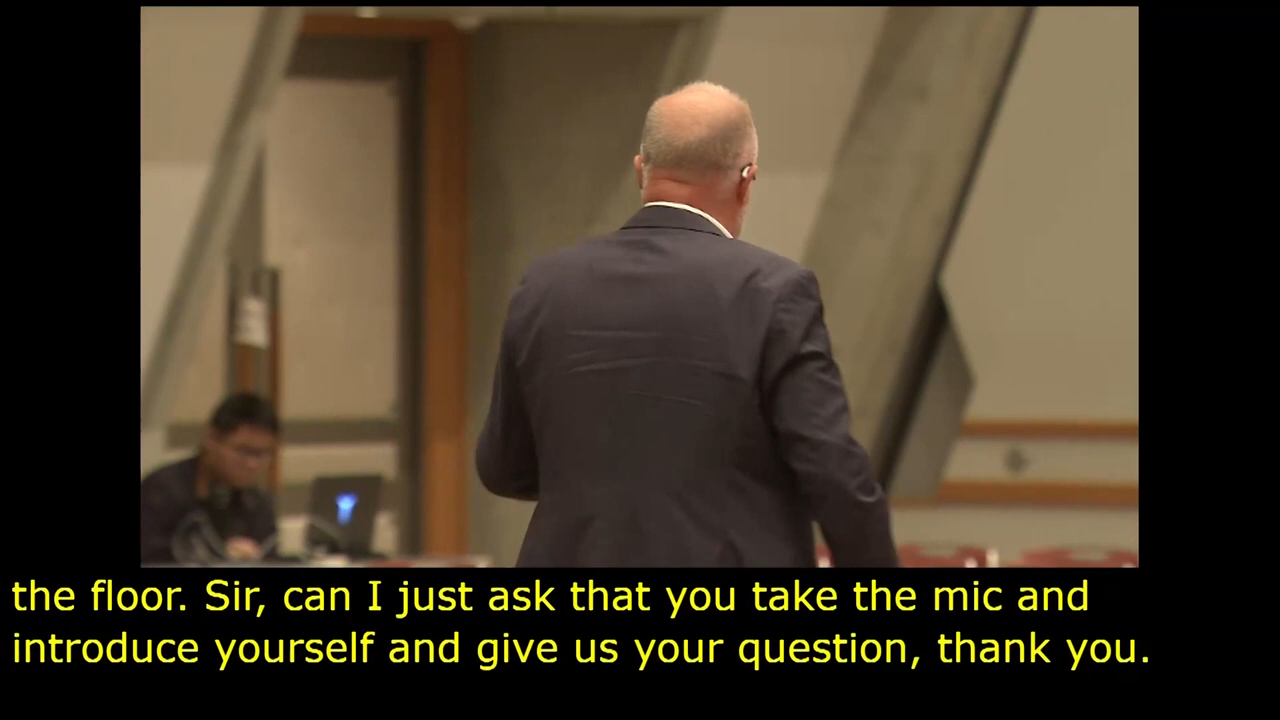 the floor. Sir, can I just ask that you take the mic and
introduce yourself and give us your question, thank you.